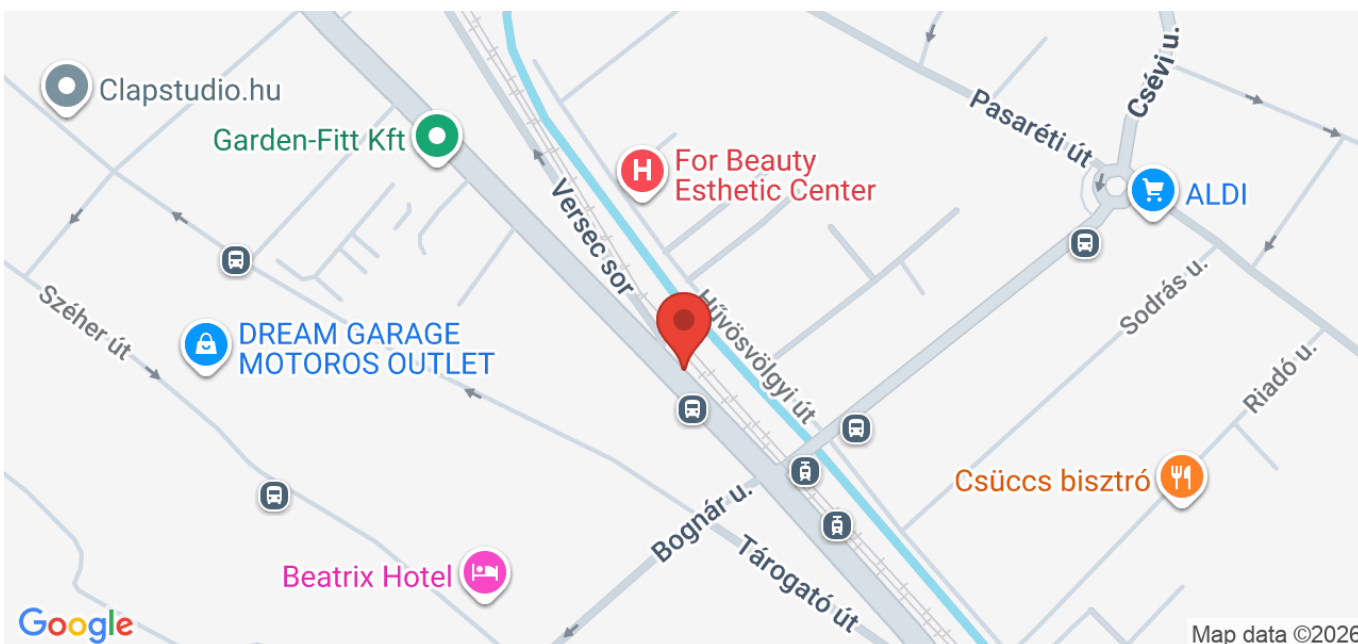 Clapstudio.hu
Garden-Fitt Kft
For Beauty
Esthetic Center
Pasaréti út
Csévi u.
ALDI
Versec sor
Hűvösvölgyi út
Széher út
DREAM GARAGE
MOTOROS OUTLET
Sodrás u.
Riadó u.
Csüccs bisztró
Bognár u.
Tárogató út
Beatrix Hotel
Google
Map data ©2026